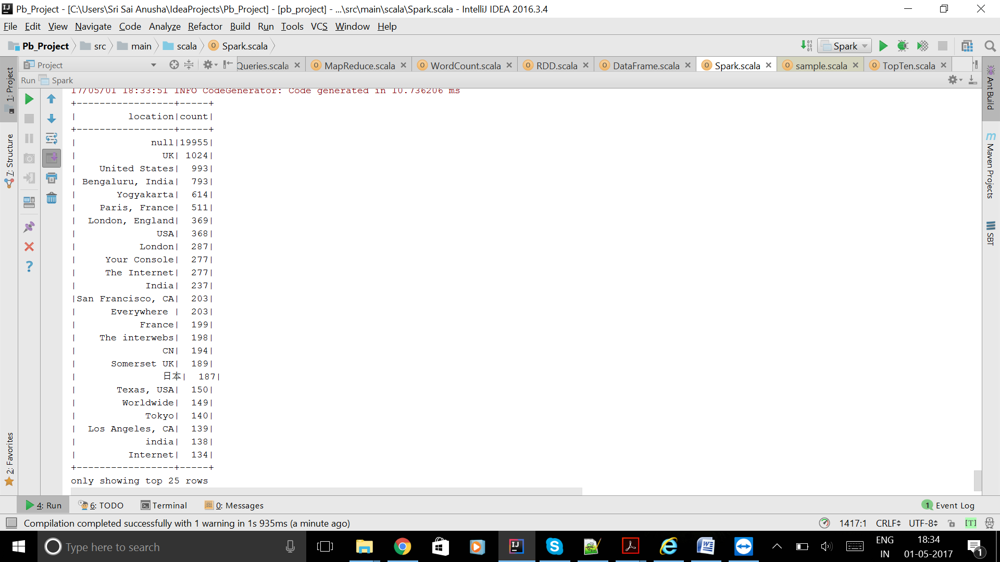 Pb_Project - [C:\Users\Sri Sai Anusha\IdeaProjects\Pb_Project] - [pb_project] - ...\src\main\scala\Spark.scala - IntelliJ IDEA 2016.3.4
File Edit View Navigate Code Analyze Refactor Build Run Tools VCS Window Help
Pb_Project src main scala Spark.scala Spark
Project Queries.scala MapReduce.scala WordCount.scala RDD.scala DataFrame.scala Spark.scala sample.scala TopTen.scala
Run Spark
17/05/01 18:33:51 INFO CodeGenerator: Code generated in 10.736206 ms
+-----------------+-----+
|         location|count|
+-----------------+-----+
|             null|19955|
|               UK| 1024|
|    United States|  993|
| Bengaluru, India|  793|
|       Yogyakarta|  614|
|    Paris, France|  511|
|  London, England|  369|
|              USA|  368|
|           London|  287|
|     Your Console|  277|
|     The Internet|  277|
|            India|  237|
|San Francisco, CA|  203|
|      Everywhere |  203|
|           France|  199|
|    The interwebs|  198|
|               CN|  194|
|      Somerset UK|  189|
|               日本|  187|
|       Texas, USA|  150|
|        Worldwide|  149|
|            Tokyo|  140|
|  Los Angeles, CA|  139|
|            india|  138|
|         Internet|  134|
+-----------------+-----+
only showing top 25 rows
1: Project
7: Structure
2: Favorites
Ant Build
Maven Projects
SBT
4: Run 6: TODO Terminal 0: Messages 1 Event Log
Compilation completed successfully with 1 warning in 1s 935ms (a minute ago) 1417:1 CRLF UTF-8 [T]
Type here to search
ENG
IN
18:34
01-05-2017
1